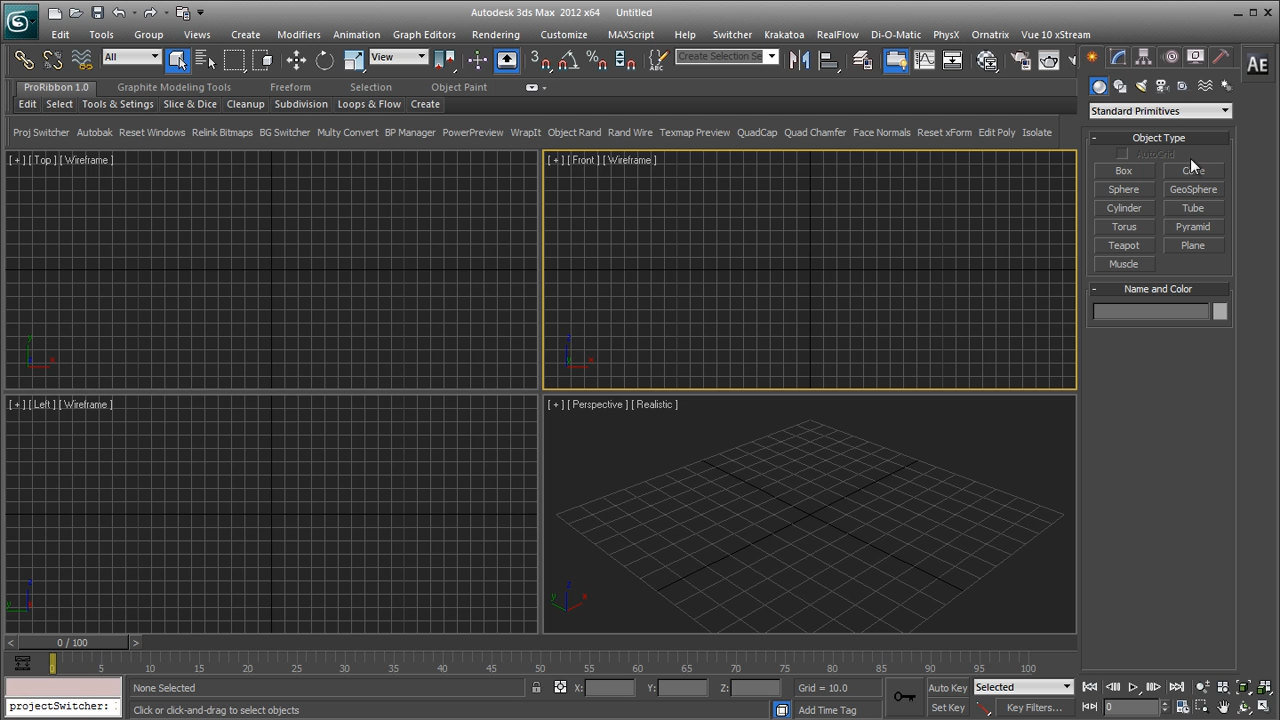 Autodesk 3ds Max 2012 x64 Untitled
Edit Tools Group Views Create Modifiers Animation Graph Editors Rendering Customize MAXScript Help Switcher Krakatoa RealFlow Di-O-Matic PhysX Ornatrix Vue 10 xStream
All View Create Selection Se
AE
ProRibbon 1.0 Graphite Modeling Tools Freeform Selection Object Paint
Edit Select Tools & Settings Slice & Dice Cleanup Subdivision Loops & Flow Create
Standard Primitives
Proj Switcher Autobak Reset Windows Relink Bitmaps BG Switcher Multy Convert BP Manager PowerPreview WrapIt Object Rand Rand Wire Texmap Preview QuadCap Quad Chamfer Face Normals Reset xForm Edit Poly Isolate
- Object Type
AutoGrid
[ + ] [ Top ] [ Wireframe ] [ + ] [ Front ] [ Wireframe ]
Box
Sphere GeoSphere
Cylinder Tube
Torus Pyramid
Teapot Plane
Muscle
- Name and Color
y x z z x y
[ + ] [ Left ] [ Wireframe ] [ + ] [ Perspective ] [ Realistic ]
z y z y x
< 0 / 100 >
0 5 10 15 20 25 30 35 40 45 50 55 60 65 70 75 80 85 90 95 100
None Selected X: Y: Z: Grid = 10.0 Auto Key Selected
projectSwitcher: Click or click-and-drag to select objects Add Time Tag Set Key Key Filters... 0